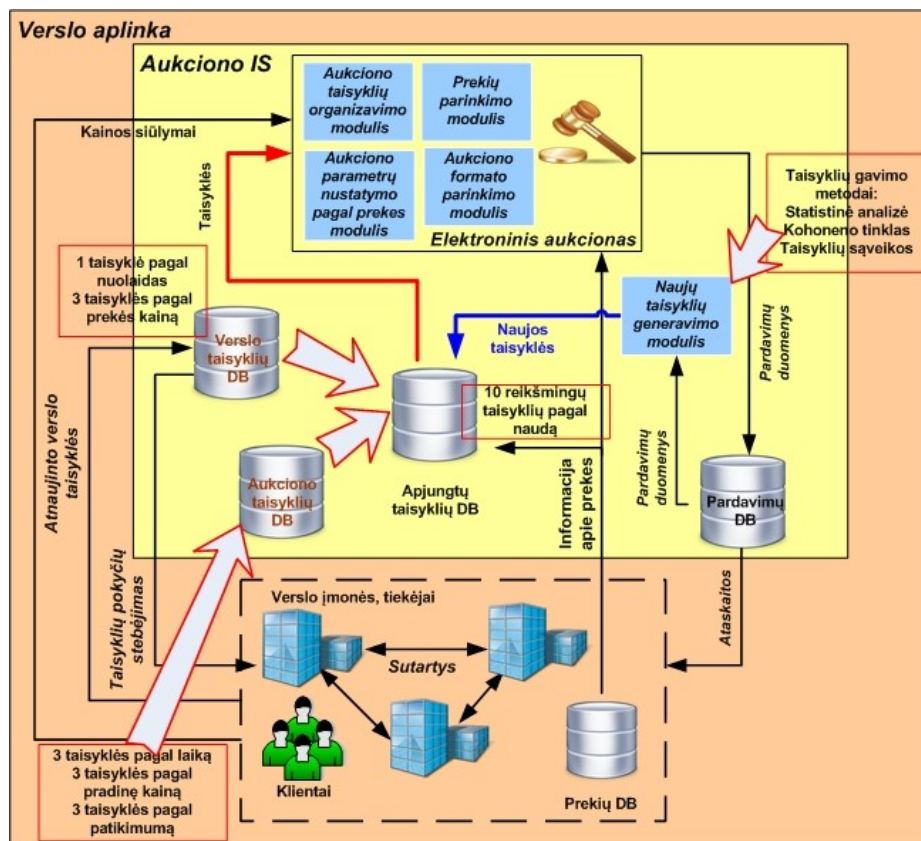 Verslo aplinka
Aukciono IS
Aukciono
taisyklių
organizavimo
modulis
Prekių
parinkimo
modulis
Aukciono
parametrų
nustatymo
pagal prekes
modulis
Aukciono
formato
parinkimo
modulis
Elektroninis aukcionas
Kainos siūlymai
Taisyklės
Taisyklių gavimo
metodai:
Statistinė analizė
Kohoneno tinklas
Taisyklių sąveikos
1 taisyklė pagal
nuolaidas
3 taisyklės pagal
prekės kainą
Verslo
taisyklių
DB
Naujos
taisyklės
Naujų
taisyklių
generavimo
modulis
Pardavimų
duomenys
10 reikšmingų
taisyklių pagal
naudą
Aukciono
taisyklių DB
Apjungtų
taisyklių DB
Informacija
apie prekes
Pardavimų
duomenys
Pardavimų
DB
Atnaujinto verslo
taisyklės
Taisyklių pokyčių
stebėjimas
Ataskaitos
Verslo įmonės, tiekėjai
Sutartys
Klientai
Prekių DB
3 taisyklės pagal laiką
3 taisyklės pagal
pradinę kainą
3 taisyklės pagal
patikimumą